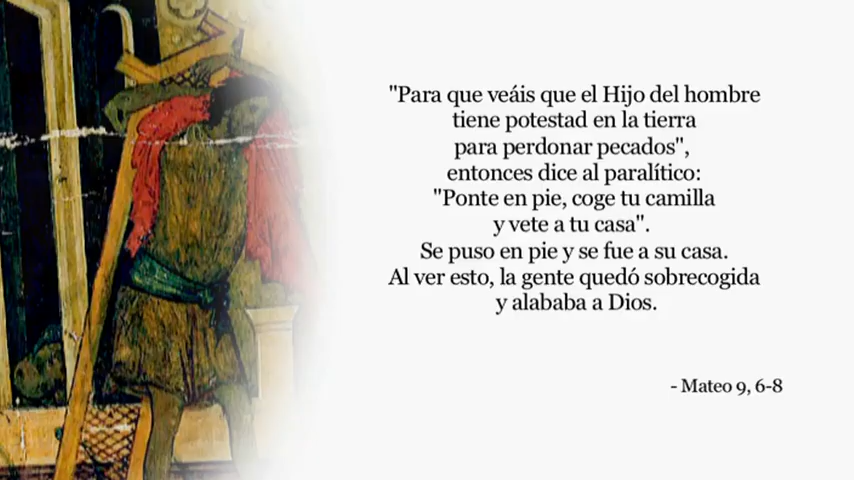 "Para que veáis que el Hijo del hombre
tiene potestad en la tierra
para perdonar pecados",
entonces dice al paralítico:
"Ponte en pie, coge tu camilla
y vete a tu casa".
Se puso en pie y se fue a su casa.
Al ver esto, la gente quedó sobrecogida
y alababa a Dios.
- Mateo 9, 6-8